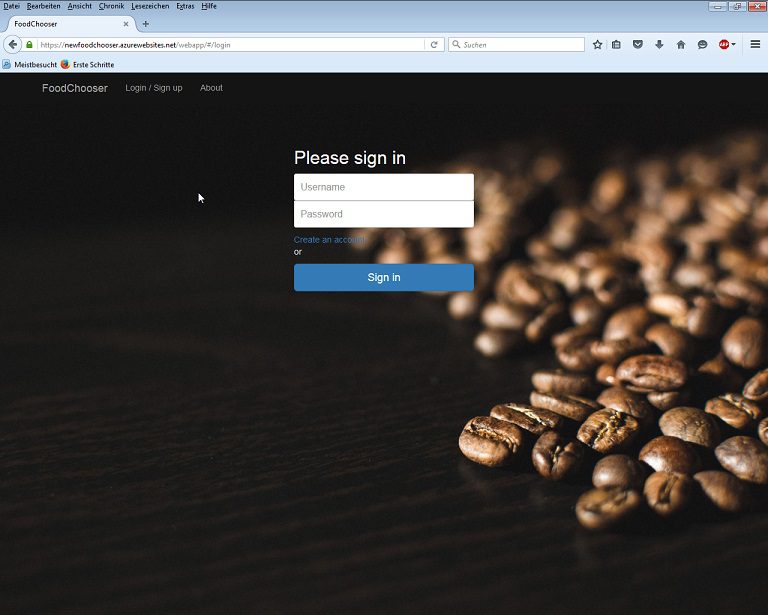 Datei Bearbeiten Ansicht Chronik Lesezeichen Extras Hilfe
FoodChooser
https://newfoodchooser.azurewebsites.net/webapp/#/login
Suchen
ABP
Meistbesucht Erste Schritte
FoodChooser Login / Sign up About
Please sign in
Username
Password
Create an account
or
Sign in